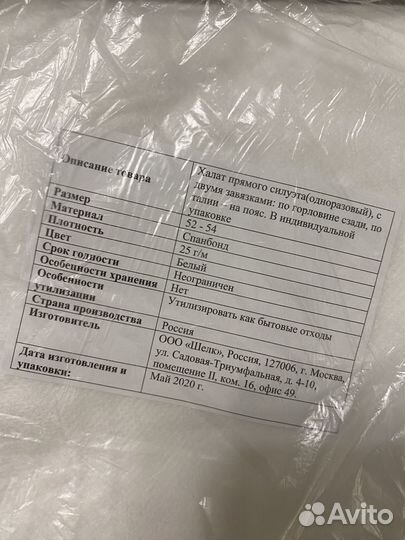 Описание товара
Халат прямого силуэта(одноразовый), с
двумя завязками: по горловине сзади, по
талии - на пояс. В индивидуальной
упаковке
Размер
52 - 54
Материал
Спанбонд
Плотность
25 г/м
Цвет
Белый
Срок годности
Неограничен
Особенности хранения
Нет
Особенности
утилизации
Утилизировать как бытовые отходы
Страна производства
Россия
Изготовитель
ООО «Шелк», Россия, 127006, г. Москва,
ул. Садовая-Триумфальная, д. 4-10,
помещение II, ком. 16, офис 49.
Дата изготовления и
упаковки:
Май 2020 г.
Avito